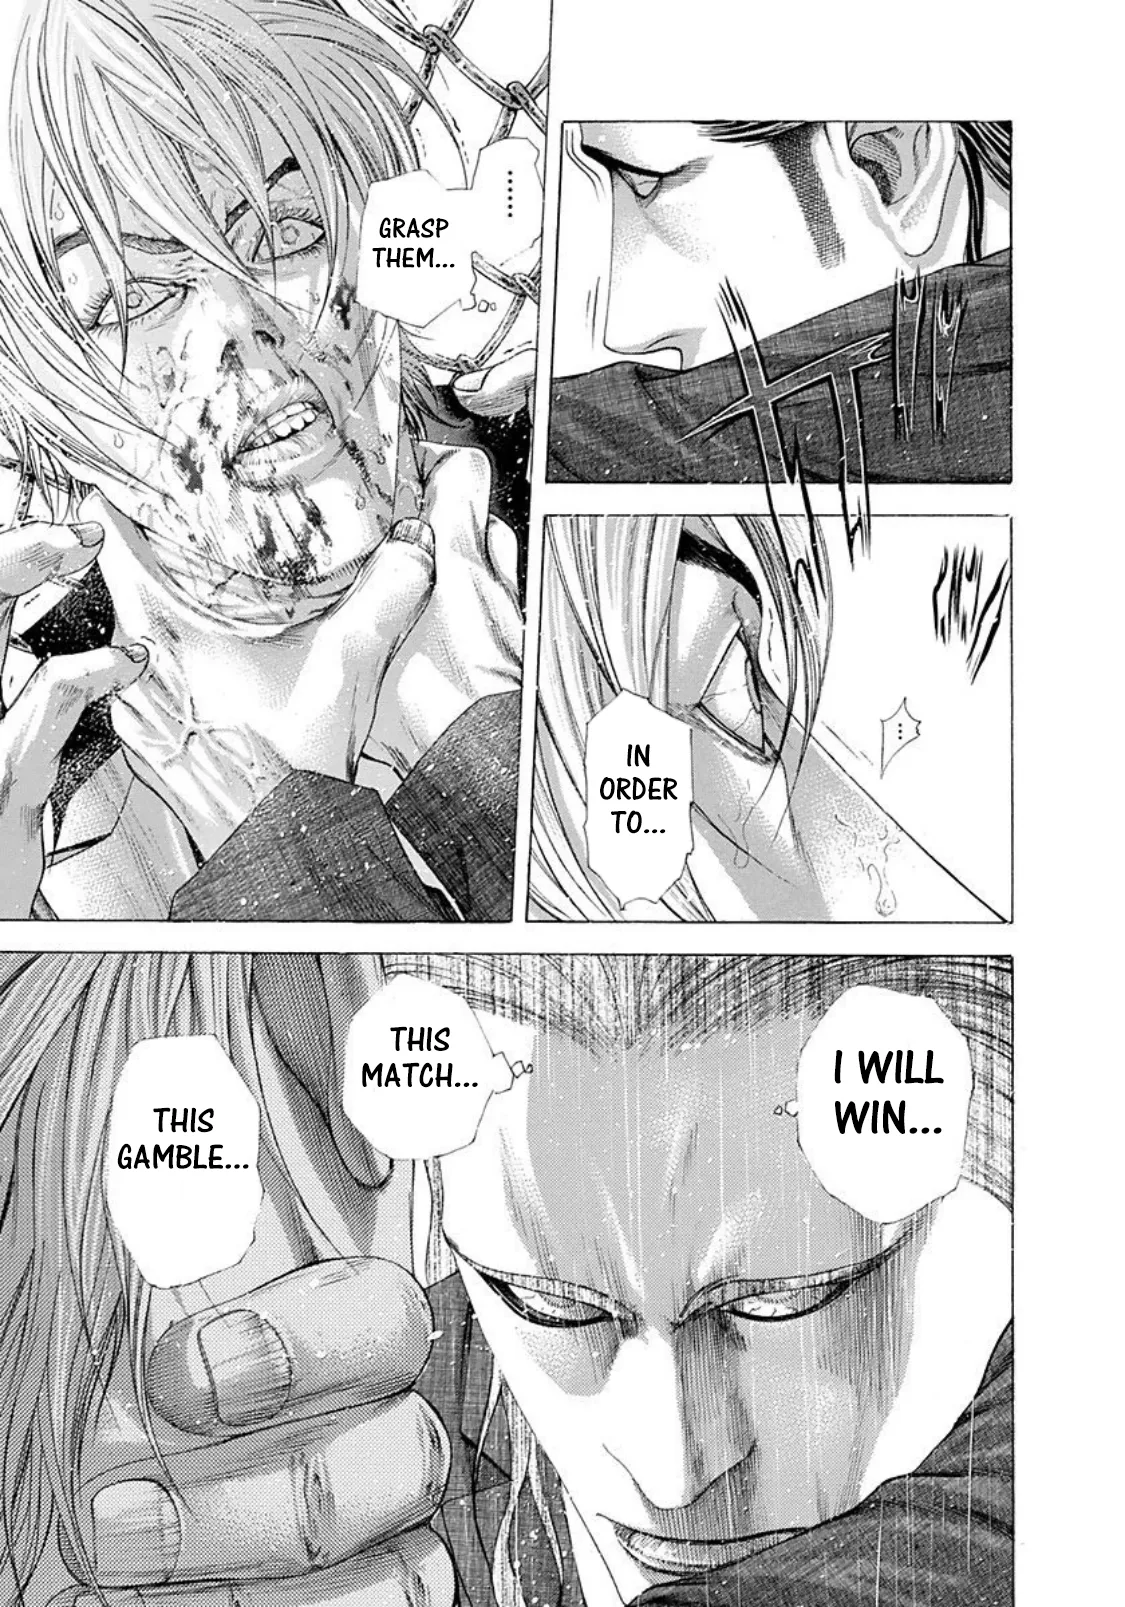 ……
IN
ORDER
TO...
……
GRASP
THEM...
I WILL
WIN...
THIS
MATCH...
THIS
GAMBLE...